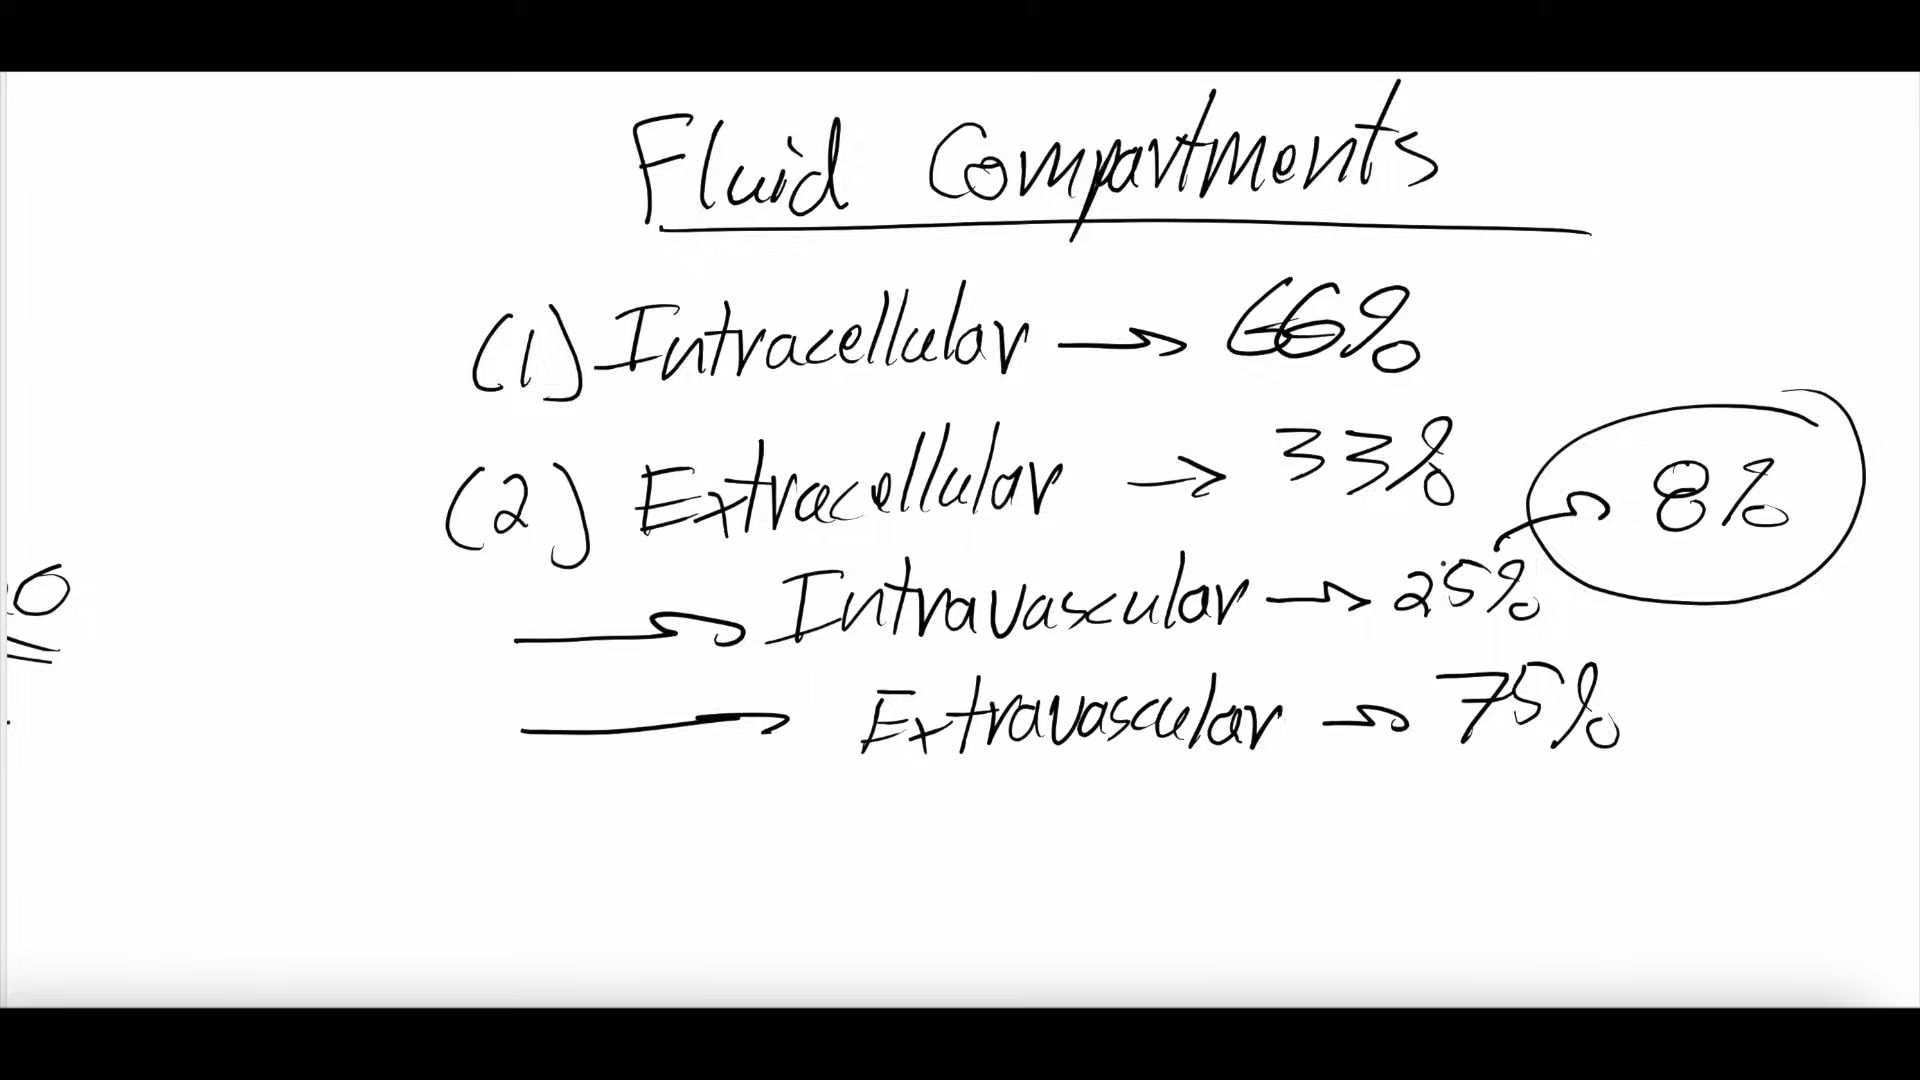 Fluid Compartments
(1) Intracellular → 66%
(2) Extracellular → 33%
→ Intravascular → 25% → 8%
→ Extravascular → 75%